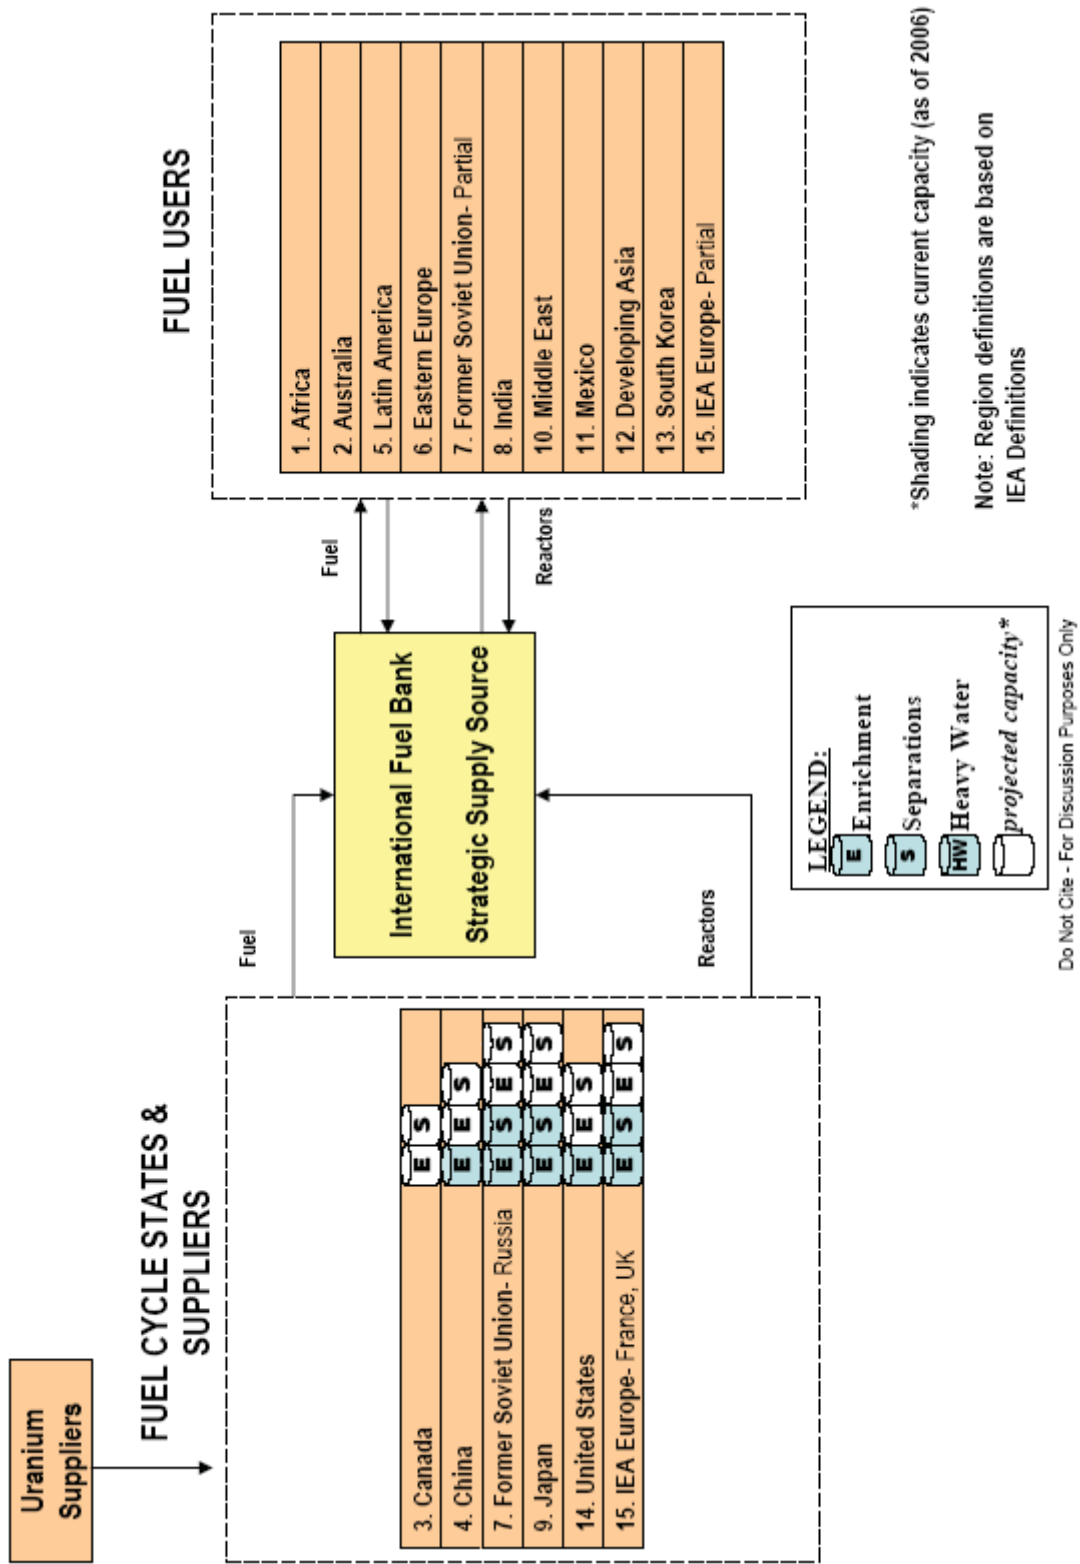 Uranium
Suppliers
FUEL CYCLE STATES &
SUPPLIERS
3. Canada
E
S
4. China
E
E
S
7. Former Soviet Union- Russia
E
S
E
S
9. Japan
E
S
E
S
14. United States
E
E
S
15. IEA Europe- France, UK
E
S
E
S
Fuel
Reactors
International Fuel Bank
Strategic Supply Source
Fuel
Reactors
FUEL USERS
1. Africa
2. Australia
5. Latin America
6. Eastern Europe
7. Former Soviet Union- Partial
8. India
10. Middle East
11. Mexico
12. Developing Asia
13. South Korea
15. IEA Europe- Partial
LEGEND:
E Enrichment
S Separations
HW Heavy Water
projected capacity*
*Shading indicates current capacity (as of 2006)
Note: Region definitions are based on
IEA Definitions
Do Not Cite - For Discussion Purposes Only